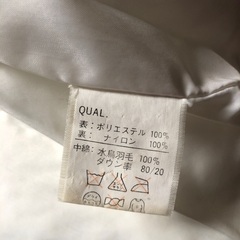 QUAL.
表：ポリエステル 100%
裏：ナイロン 100%
中綿：水鳥羽毛 100%
ダウン率 80/20